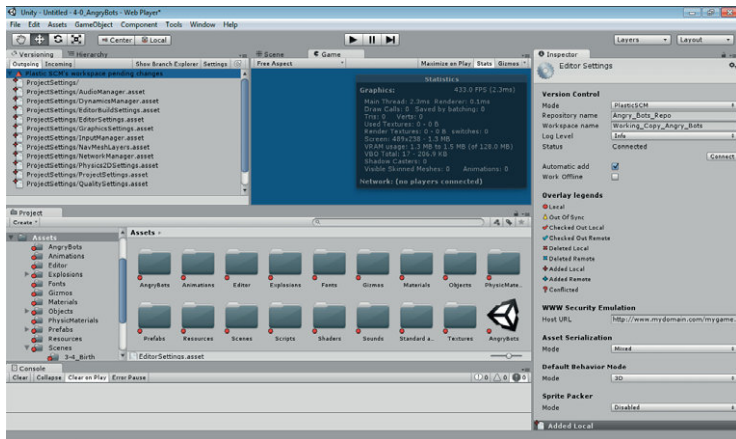 Unity - Untitled - 4-0_AngryBots - Web Player*
File Edit Assets GameObject Component Tools Window Help
Center Local
Layers Layout
Versioning Hierarchy
Outgoing Incoming Show Branch Explorer Settings
Plastic SCM's workspace pending changes
ProjectSettings/
ProjectSettings/AudioManager.asset
ProjectSettings/DynamicsManager.asset
ProjectSettings/EditorBuildSettings.asset
ProjectSettings/EditorSettings.asset
ProjectSettings/GraphicsSettings.asset
ProjectSettings/InputManager.asset
ProjectSettings/NavMeshLayers.asset
ProjectSettings/NetworkManager.asset
ProjectSettings/Physics2DSettings.asset
ProjectSettings/ProjectSettings.asset
ProjectSettings/QualitySettings.asset
Scene Game
Free Aspect Maximize on Play Stats Gizmos
Statistics
Graphics: 433.0 FPS (2.3ms)
Main Thread: 2.3ms Renderer: 0.1ms
Draw Calls: 0 Saved by batching: 0
Tris: 0 Verts: 0
Used Textures: 0 - 0 B
Render Textures: 0 - 0 B switches: 0
Screen: 489x238 - 1.3 MB
VRAM usage: 1.3 MB to 1.5 MB (of 128.0 MB)
VBO Total: 17 - 206.9 KB
Shadow Casters: 0
Visible Skinned Meshes: 0 Animations: 0
Network: (no players connected)
Project
Create
Assets
AngryBots
Animations
Editor
Explosions
Fonts
Gizmos
Materials
Objects
PhysicMaterials
Prefabs
Resources
Scenes
3-4_Birth
Assets
AngryBots Animations Editor Explosions Fonts Gizmos Materials Objects PhysicMate...
Prefabs Resources Scenes Scripts Shaders Sounds Standard a... Textures AngryBots
EditorSettings.asset
Console
Clear Collapse Clear on Play Error Pause 0 0 0
Inspector
Editor Settings
Version Control
Mode PlasticSCM
Repository name Angry_Bots_Repo
Workspace name Working_Copy_Angry_Bots
Log Level Info
Status Connected
Connect
Automatic add
Work Offline
Overlay legends
Local
Out Of Sync
Checked Out Local
Checked Out Remote
Deleted Local
Deleted Remote
Added Local
Added Remote
Conflicted
WWW Security Emulation
Host URL http://www.mydomain.com/mygame.
Asset Serialization
Mode Mixed
Default Behavior Mode
Mode 3D
Sprite Packer
Mode Disabled
Added Local